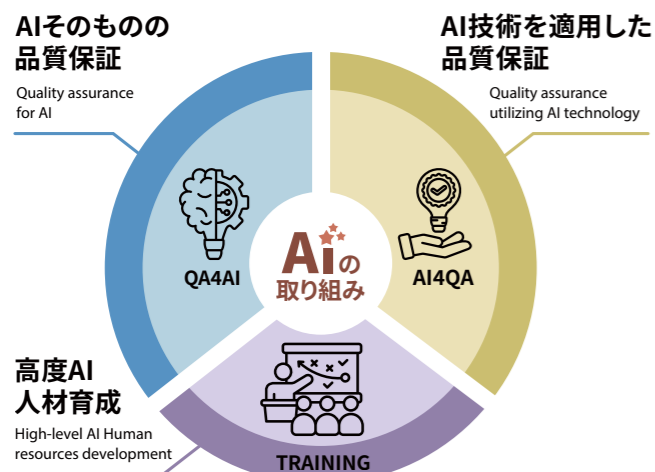 AIそのものの
品質保証
Quality assurance
for AI
AI技術を適用した
品質保証
Quality assurance
utilizing AI technology
QA4AI
Aiの
取り組み
AI4QA
高度AI
人材育成
High-level AI Human
resources development
TRAINING